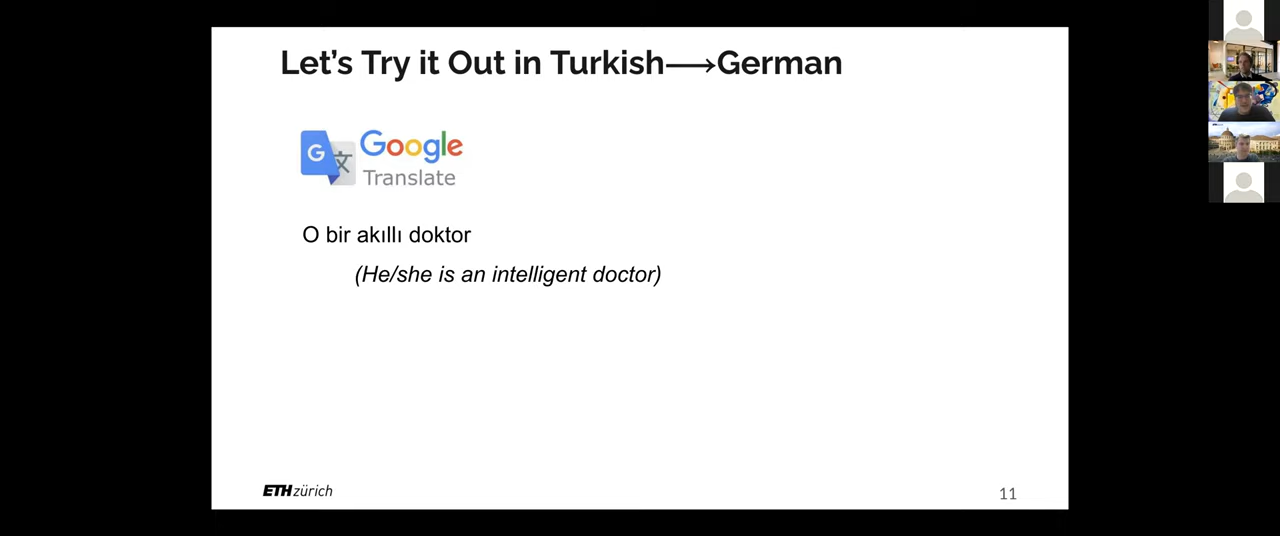 Let's Try it Out in Turkish⟶German
G 文
Google
Translate
O bir akıllı doktor
(He/she is an intelligent doctor)
ETH zürich
11